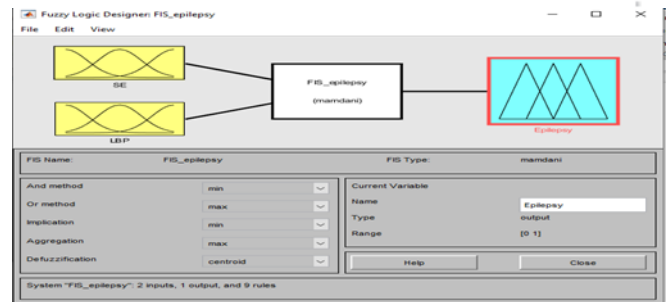 Fuzzy Logic Designer: FIS_epilepsy
File Edit View
SE
FIS_epilepsy
(mamdani)
LBP
Epilepsy
FIS Name: FIS_epilepsy FIS Type: mamdani
And method min
Or method max
Implication min
Aggregation max
Defuzzification centroid
Current Variable
Name Epilepsy
Type output
Range [0 1]
Help Close
System "FIS_epilepsy": 2 inputs, 1 output, and 9 rules